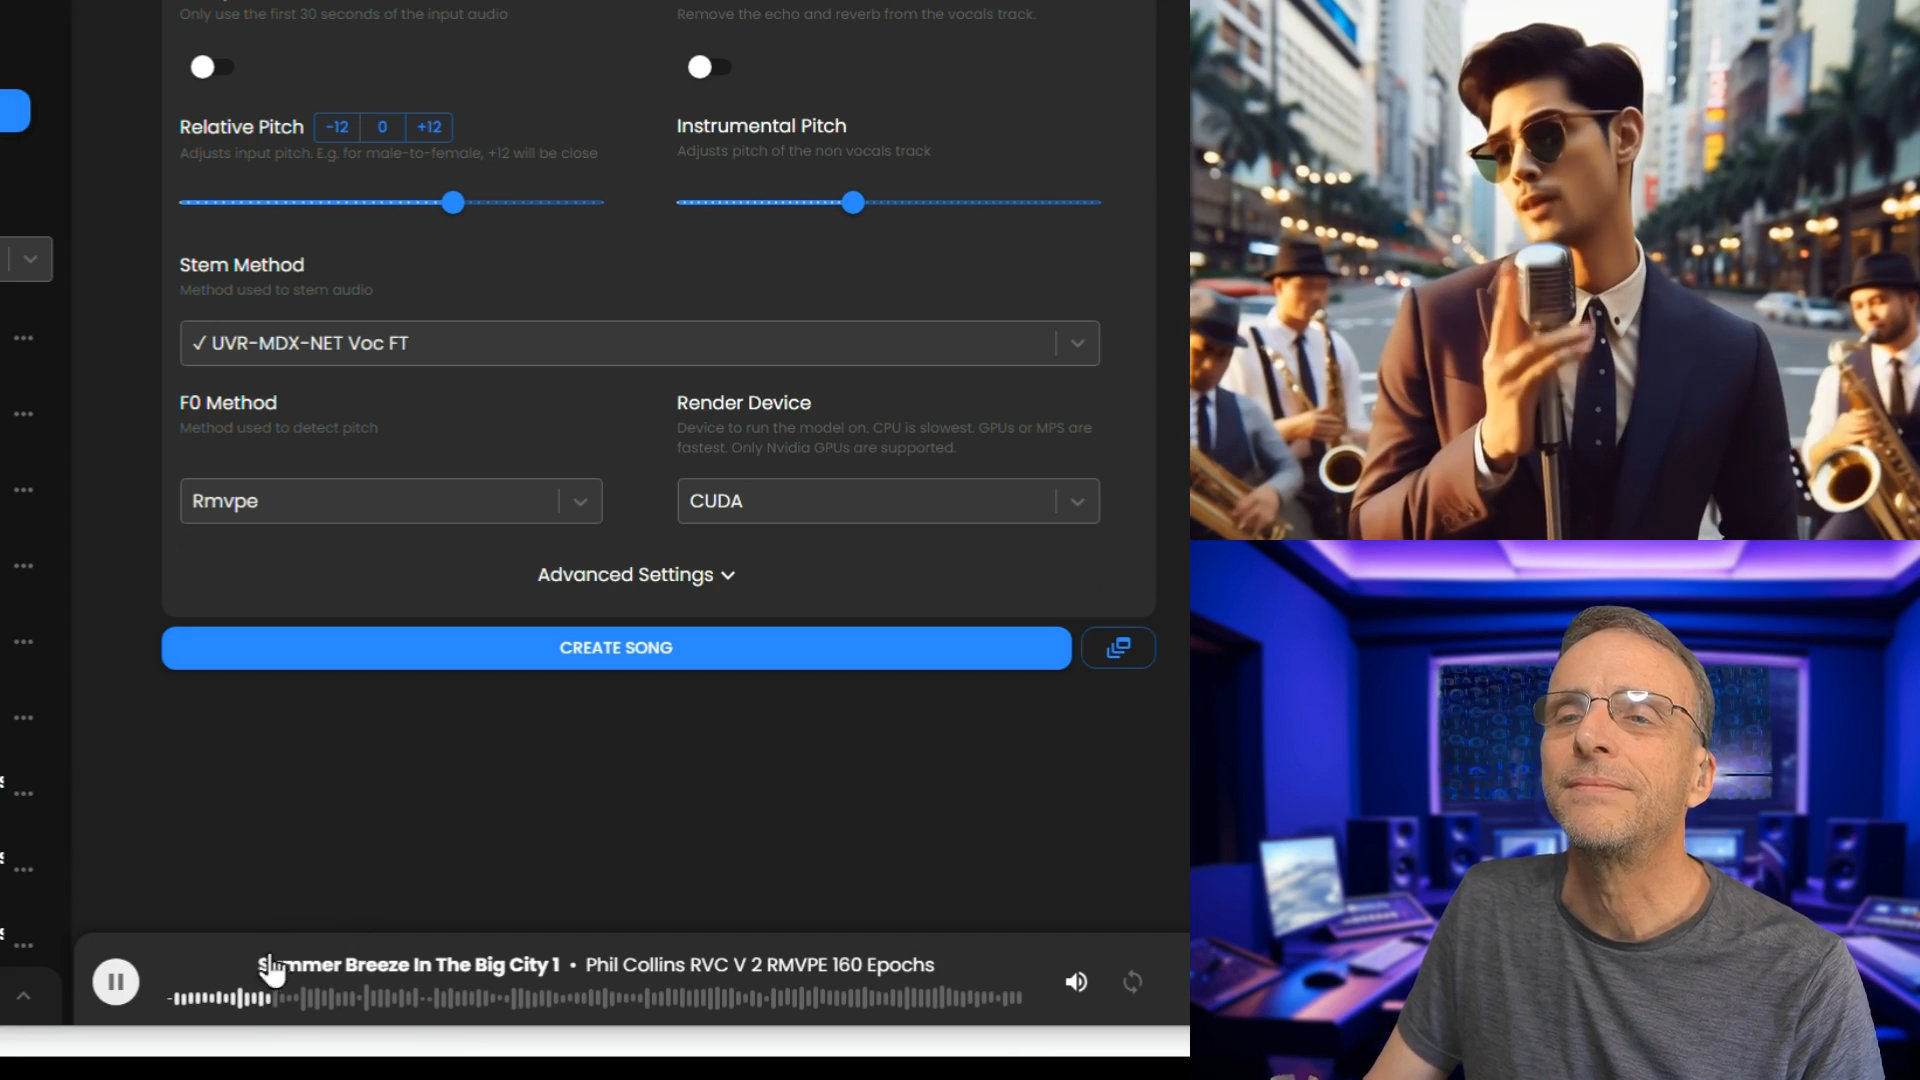 Only use the first 30 seconds of the input audio
Remove the echo and reverb from the vocals track.
Relative Pitch -12 0 +12
Adjusts input pitch. E.g. for male-to-female, +12 will be close
Instrumental Pitch
Adjusts pitch of the non vocals track
Stem Method
Method used to stem audio
✓ UVR-MDX-NET Voc FT
F0 Method
Method used to detect pitch
Rmvpe
Render Device
Device to run the model on. CPU is slowest. GPUs or MPS are
fastest. Only Nvidia GPUs are supported.
CUDA
Advanced Settings
CREATE SONG
Summer Breeze In The Big City 1 • Phil Collins RVC V 2 RMVPE 160 Epochs